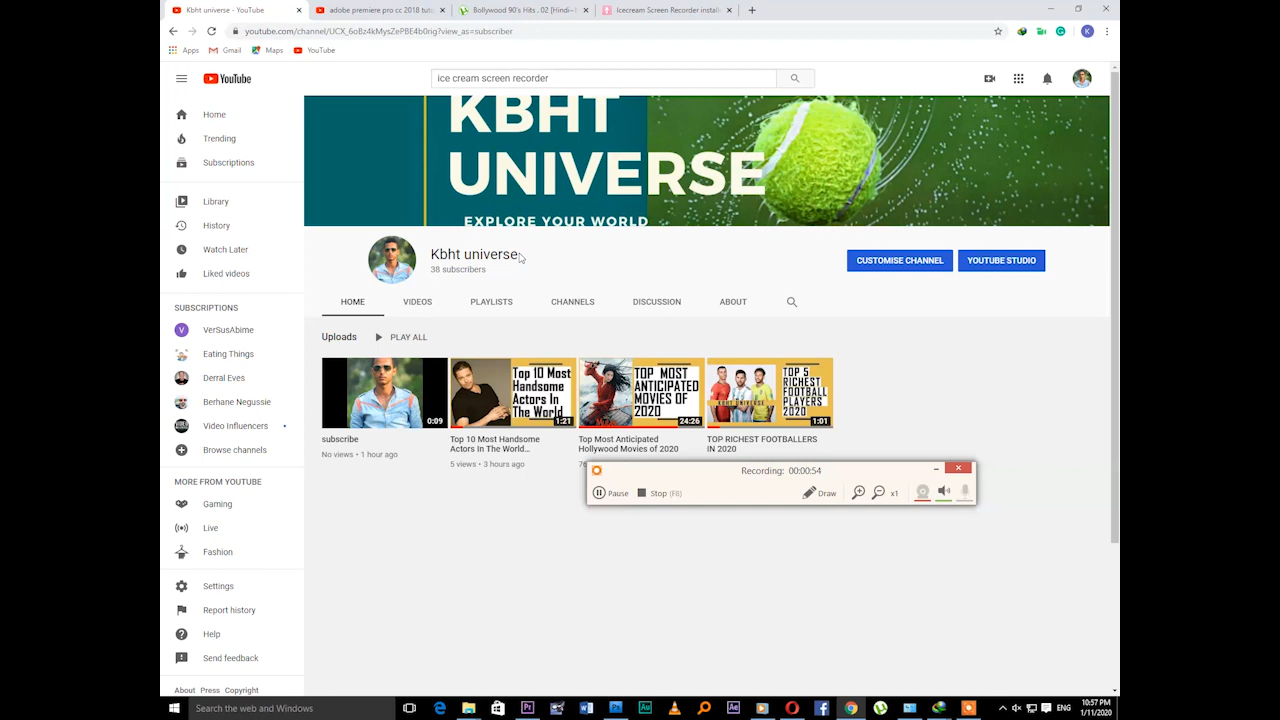 Kbht universe - YouTube
adobe premiere pro cc 2018 tuto
Bollywood 90's Hits . 02 [Hindi-
Icecream Screen Recorder install
youtube.com/channel/UCX_6oBz4kMysZePBE4b0rig?view_as=subscriber
K
Apps Gmail Maps YouTube
YouTube
ice cream screen recorder
KBHT
UNIVERSE
EXPLORE YOUR WORLD
Home
Trending
Subscriptions
Library
History
Watch Later
Liked videos
SUBSCRIPTIONS
V VerSusAbime
Eating Things
Derral Eves
Berhane Negussie
Video Influencers
Browse channels
MORE FROM YOUTUBE
Gaming
Live
Fashion
Settings
Report history
Help
Send feedback
About Press Copyright
Kbht universe
38 subscribers
CUSTOMISE CHANNEL
YOUTUBE STUDIO
HOME VIDEOS PLAYLISTS CHANNELS DISCUSSION ABOUT
Uploads PLAY ALL
0:09
subscribe
No views • 1 hour ago
Top 10 Most
Handsome
Actors In
The World
1:21
Top 10 Most Handsome
Actors In The World...
5 views • 3 hours ago
TOP MOST
ANTICIPATED
MOVIES OF
2020
24:26
Top Most Anticipated
Hollywood Movies of 2020
TOP 5
RICHEST
FOOTBALL
PLAYERS
2020
KBHT UNIVERSE
1:01
TOP RICHEST FOOTBALLERS
IN 2020
Recording: 00:00:54
Pause Stop (F6) Draw x1
Search the web and Windows
10:57 PM
1/11/2020